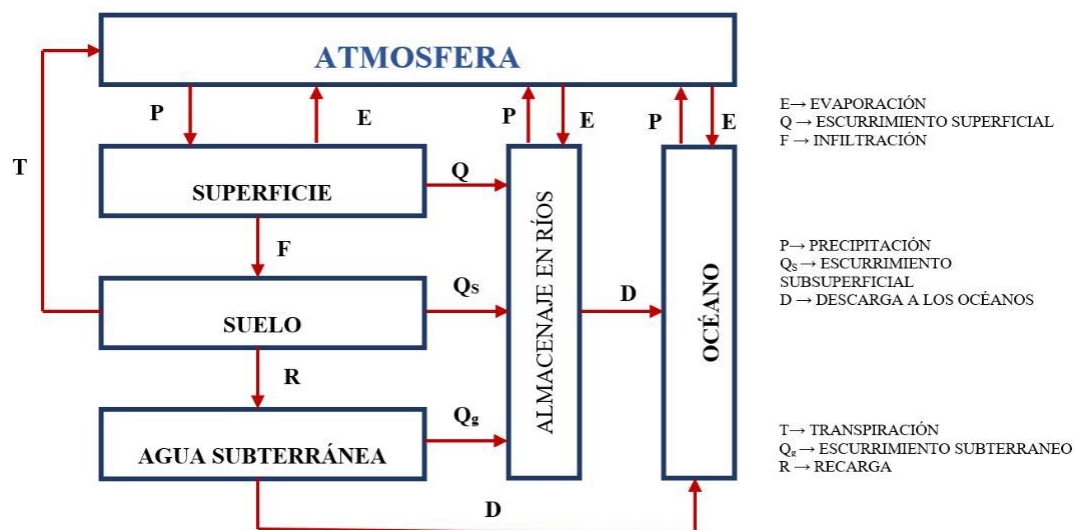 ATMOSFERA
P
E
P
E
P
E
T
SUPERFICIE
Q
F
SUELO
Qs
R
AGUA SUBTERRÁNEA
Qg
D
ALMACENAJE EN RÍOS
D
OCÉANO
E→ EVAPORACIÓN
Q → ESCURRIMIENTO SUPERFICIAL
F → INFILTRACIÓN
P→ PRECIPITACIÓN
QS → ESCURRIMIENTO
SUBSUPERFICIAL
D → DESCARGA A LOS OCÉANOS
T→ TRANSPIRACIÓN
Qg → ESCURRIMIENTO SUBTERRANEO
R → RECARGA